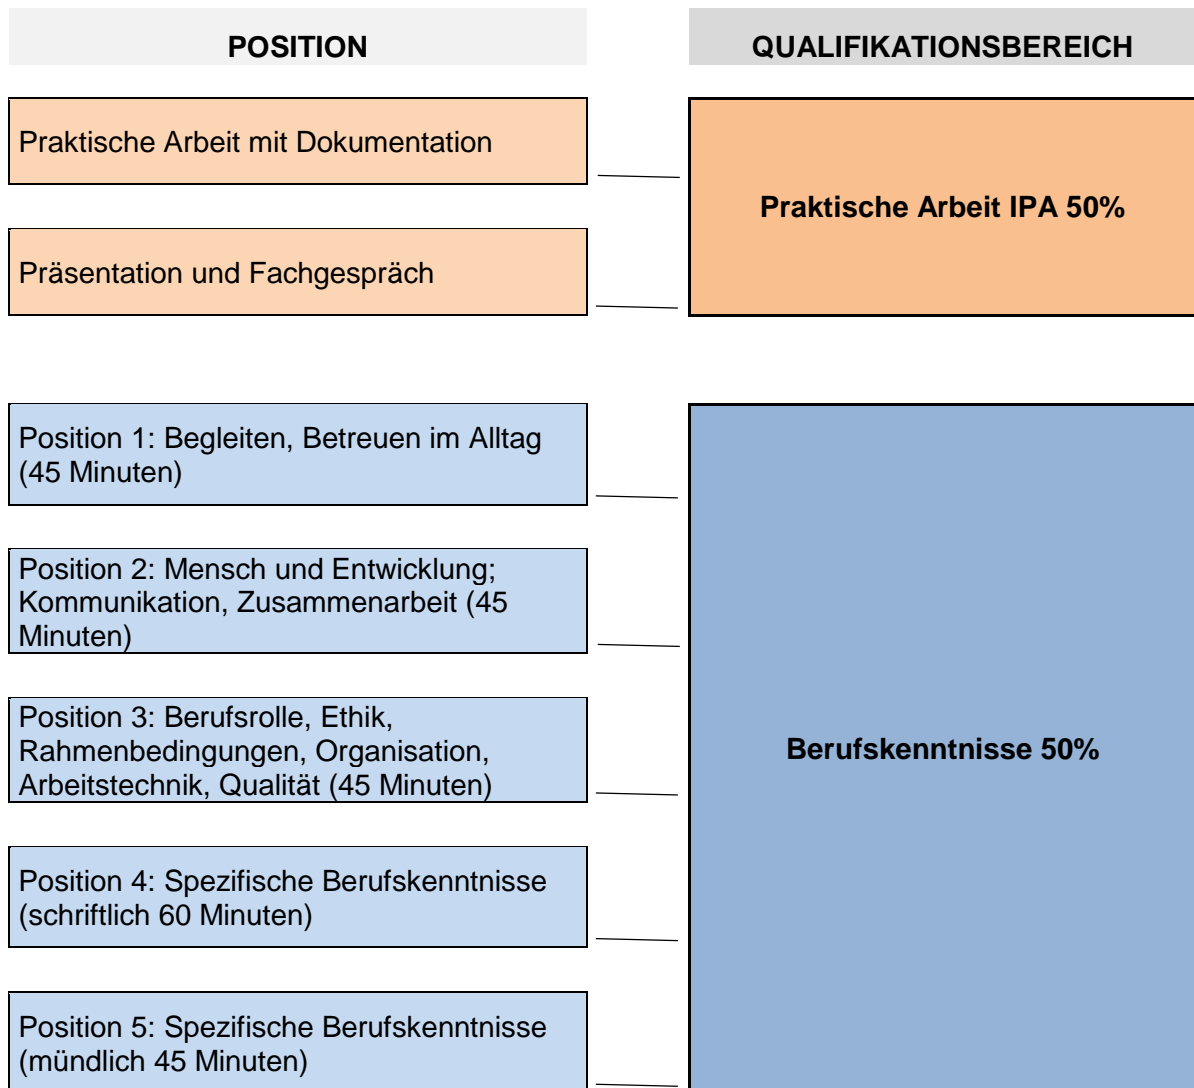 POSITION
QUALIFIKATIONSBEREICH
Praktische Arbeit mit Dokumentation
Präsentation und Fachgespräch
Praktische Arbeit IPA 50%
Position 1: Begleiten, Betreuen im Alltag
(45 Minuten)
Position 2: Mensch und Entwicklung;
Kommunikation, Zusammenarbeit (45
Minuten)
Position 3: Berufsrolle, Ethik,
Rahmenbedingungen, Organisation,
Arbeitstechnik, Qualität (45 Minuten)
Position 4: Spezifische Berufskenntnisse
(schriftlich 60 Minuten)
Position 5: Spezifische Berufskenntnisse
(mündlich 45 Minuten)
Berufskenntnisse 50%